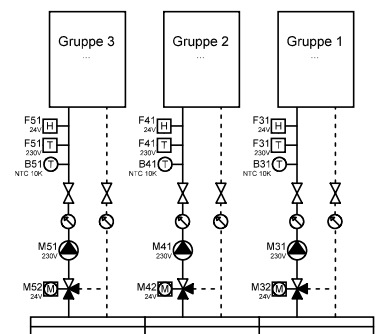 Gruppe 3 Gruppe 2 Gruppe 1
... ... ...
F51 H F41 H F31 H
24V 24V 24V
F51 T F41 T F31 T
230V 230V 230V
B51 T B41 T B31 T
NTC 10K NTC 10K NTC 10K
M51 M41 M31
230V 230V 230V
M52 M M42 M M32 M
24V 24V 24V